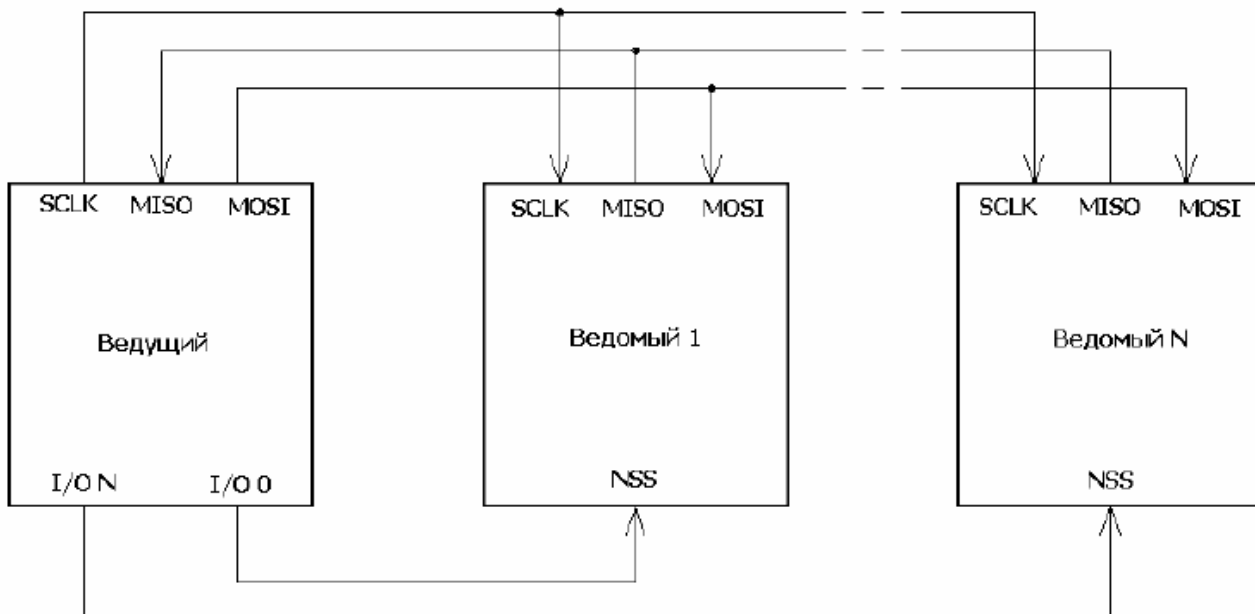 SCLK MISO MOSI
Ведущий
I/O N I/O 0
SCLK MISO MOSI
Ведомый 1
NSS
SCLK MISO MOSI
Ведомый N
NSS